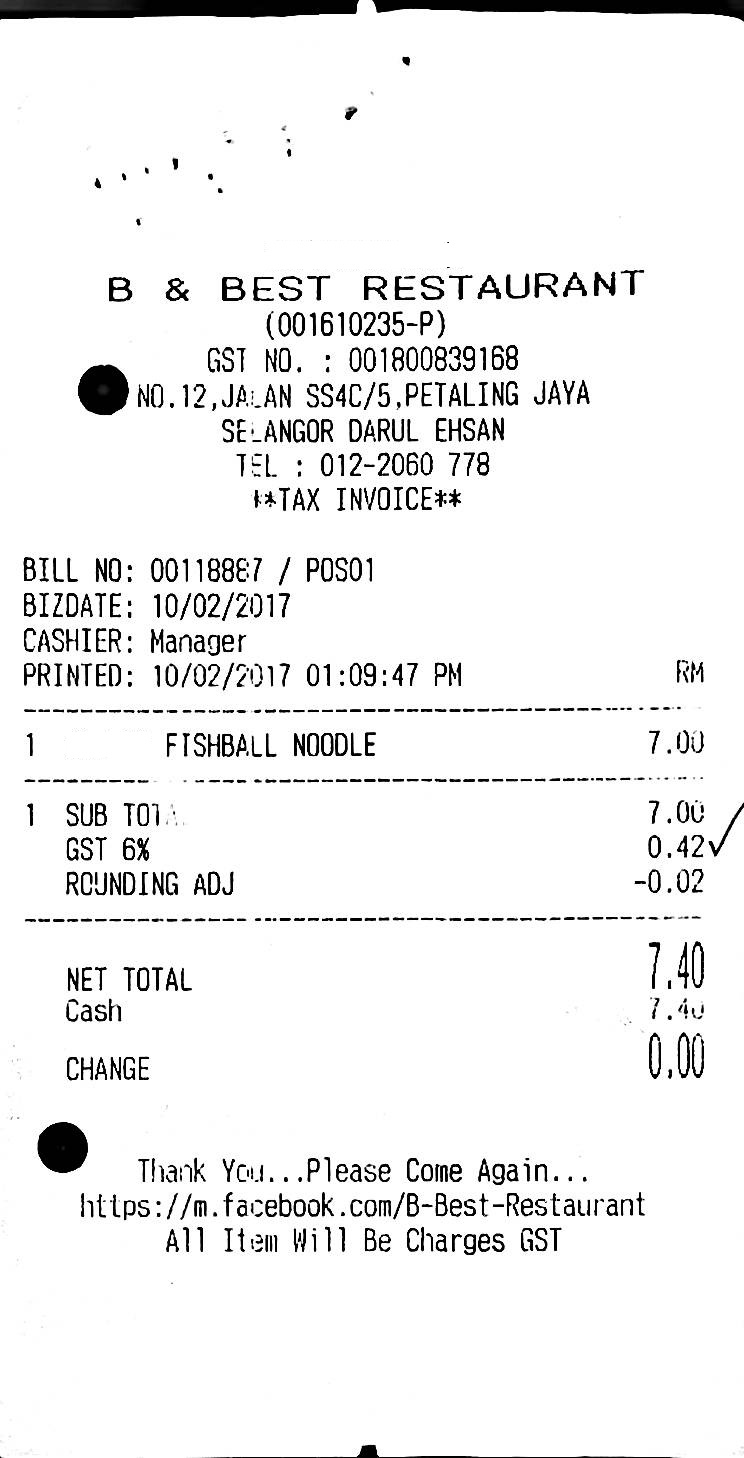 B & BEST RESTAURANT
(001610235-P)
GST NO. : 001800839168
NO.12,JALAN SS4C/5,PETALING JAYA
SELANGOR DARUL EHSAN
TEL : 012-2060 778
**TAX INVOICE**
BILL NO: 00118887 / POS01
BIZDATE: 10/02/2017
CASHIER: Manager
PRINTED: 10/02/2017 01:09:47 PM RM
1 FISHBALL NOODLE 7.00
1 SUB TOTAL 7.00
GST 6% 0.42
ROUNDING ADJ -0.02
NET TOTAL 7.40
Cash 7.40
CHANGE 0.00
Thank You...Please Come Again...
https://m.facebook.com/B-Best-Restaurant
All Item Will Be Charges GST